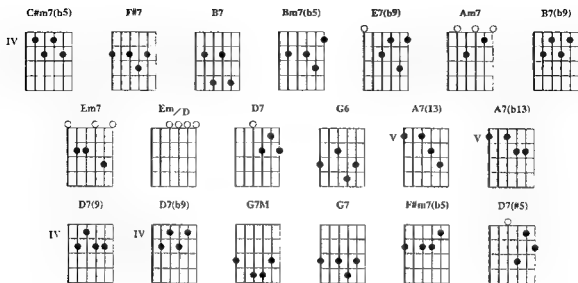 C#m7(b5) F#7 B7 Bm7(b5) E7(b9) Am7 B7(b9)
IV
Em7 Em/D D7 G6 A7(13) A7(b13)
V V
D7(9) D7(b9) G7M G7 F#m7(b5) D7(#5)
IV IV